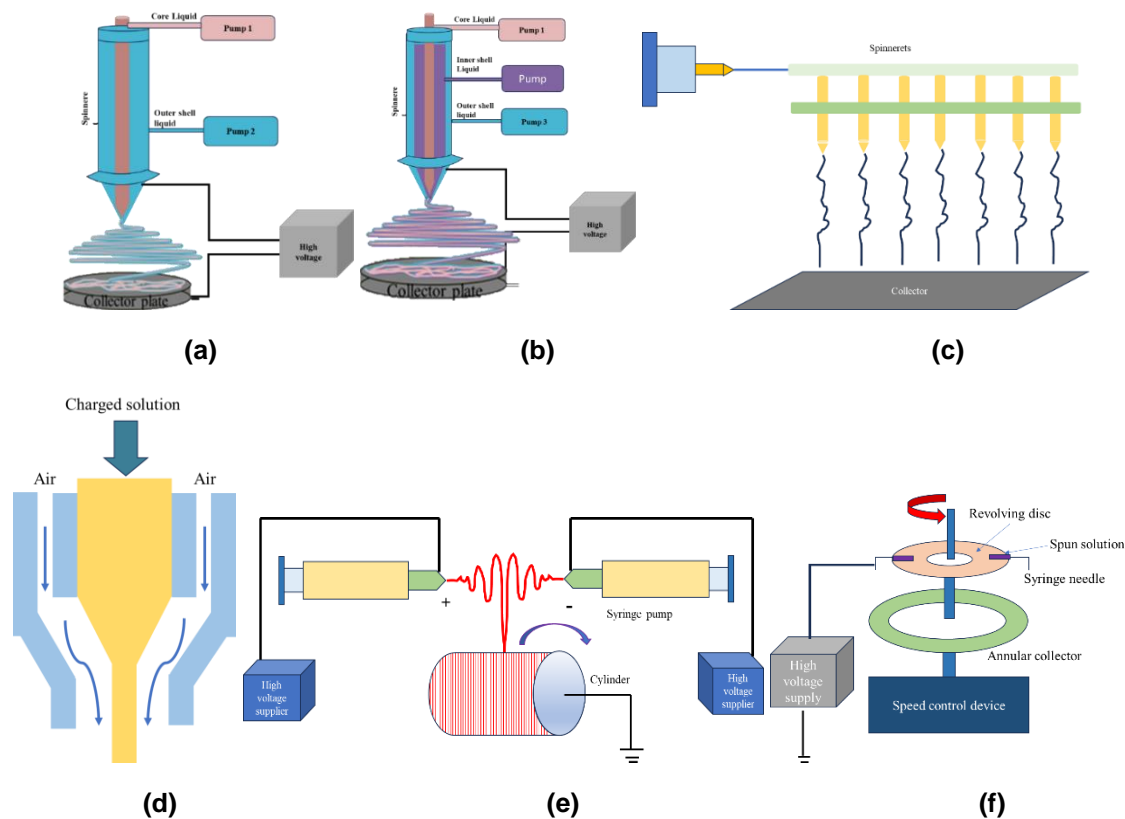 Core Liquid
Pump 1
Spinnere
Outer shell
liquid
Pump 2
High
voltage
Collector plate
(a)
Core Liquid
Pump 1
Inner shell
Liquid
Pump
Spinnere
Outer shell
liquid
Pump 3
High
voltage
Collector plate
(b)
Spinnerets
Collector
(c)
Charged solution
Air
Air
(d)
+
-
Syringe pump
High
voltage
supplier
Cylinder
High
voltage
supplier
(e)
Revolving disc
Spun solution
Syringe needle
Annular collector
High
voltage
supply
Speed control device
(f)